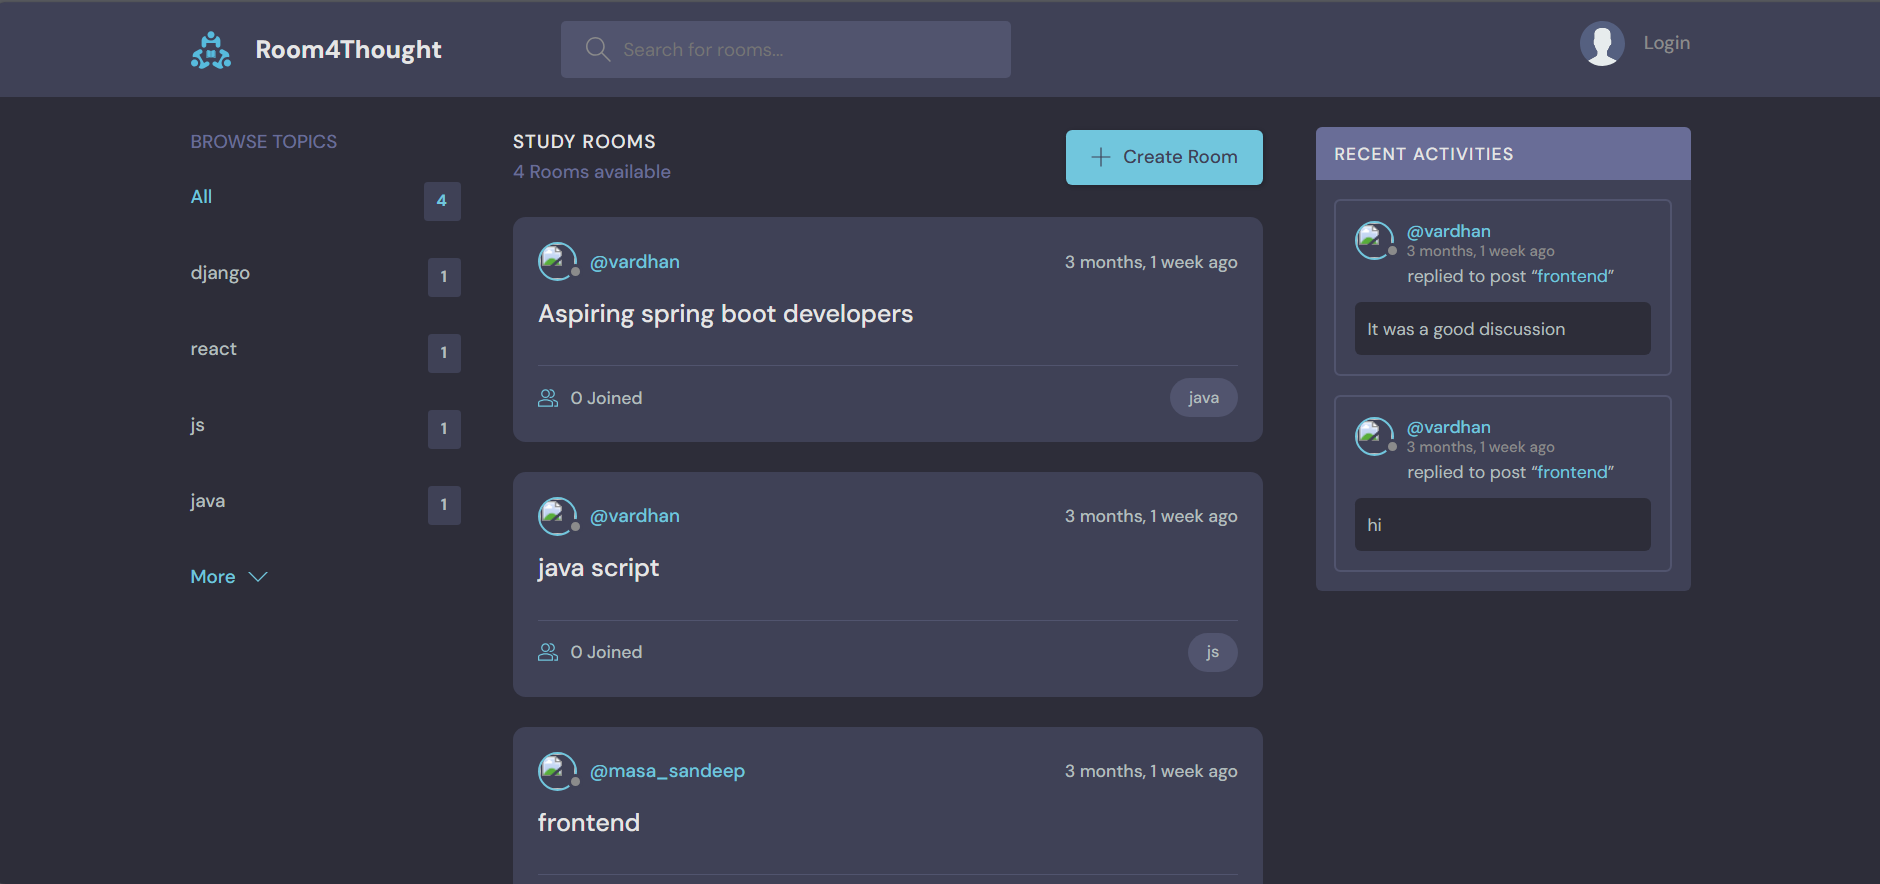 Room4Thought
Search for rooms...
Login
BROWSE TOPICS
All 4
django 1
react 1
js 1
java 1
More
STUDY ROOMS
4 Rooms available
Create Room
@vardhan
3 months, 1 week ago
Aspiring spring boot developers
0 Joined
java
@vardhan
3 months, 1 week ago
java script
0 Joined
js
@masa_sandeep
3 months, 1 week ago
frontend
RECENT ACTIVITIES
@vardhan
3 months, 1 week ago
replied to post “frontend”
It was a good discussion
@vardhan
3 months, 1 week ago
replied to post “frontend”
hi